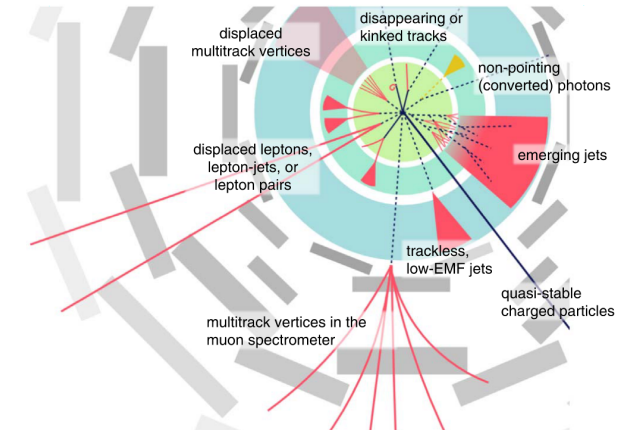 disappearing or
kinked tracks
displaced
multitrack vertices
non-pointing
(converted) photons
displaced leptons,
lepton-jets, or
lepton pairs
emerging jets
trackless,
low-EMF jets
quasi-stable
charged particles
multitrack vertices in the
muon spectrometer